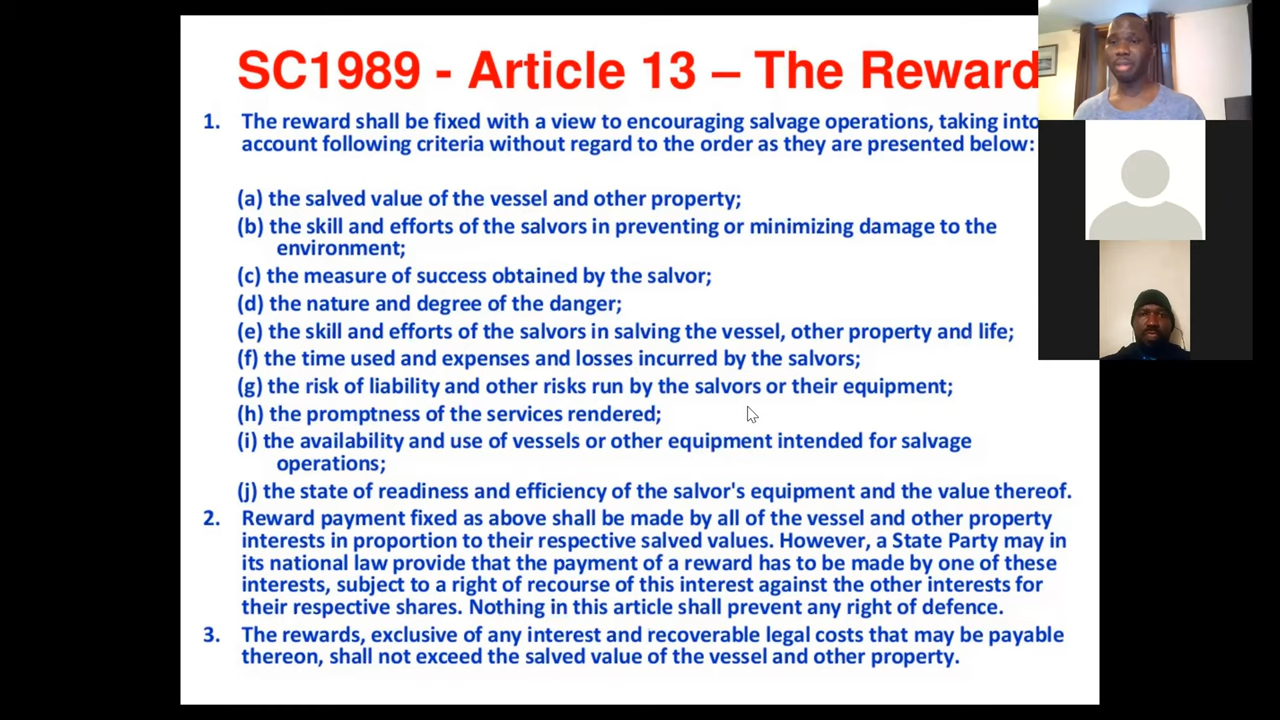 SC1989 - Article 13 – The Reward
1. The reward shall be fixed with a view to encouraging salvage operations, taking into
account following criteria without regard to the order as they are presented below:
(a) the salved value of the vessel and other property;
(b) the skill and efforts of the salvors in preventing or minimizing damage to the
environment;
(c) the measure of success obtained by the salvor;
(d) the nature and degree of the danger;
(e) the skill and efforts of the salvors in salving the vessel, other property and life;
(f) the time used and expenses and losses incurred by the salvors;
(g) the risk of liability and other risks run by the salvors or their equipment;
(h) the promptness of the services rendered;
(i) the availability and use of vessels or other equipment intended for salvage
operations;
(j) the state of readiness and efficiency of the salvor's equipment and the value thereof.
2. Reward payment fixed as above shall be made by all of the vessel and other property
interests in proportion to their respective salved values. However, a State Party may in
its national law provide that the payment of a reward has to be made by one of these
interests, subject to a right of recourse of this interest against the other interests for
their respective shares. Nothing in this article shall prevent any right of defence.
3. The rewards, exclusive of any interest and recoverable legal costs that may be payable
thereon, shall not exceed the salved value of the vessel and other property.